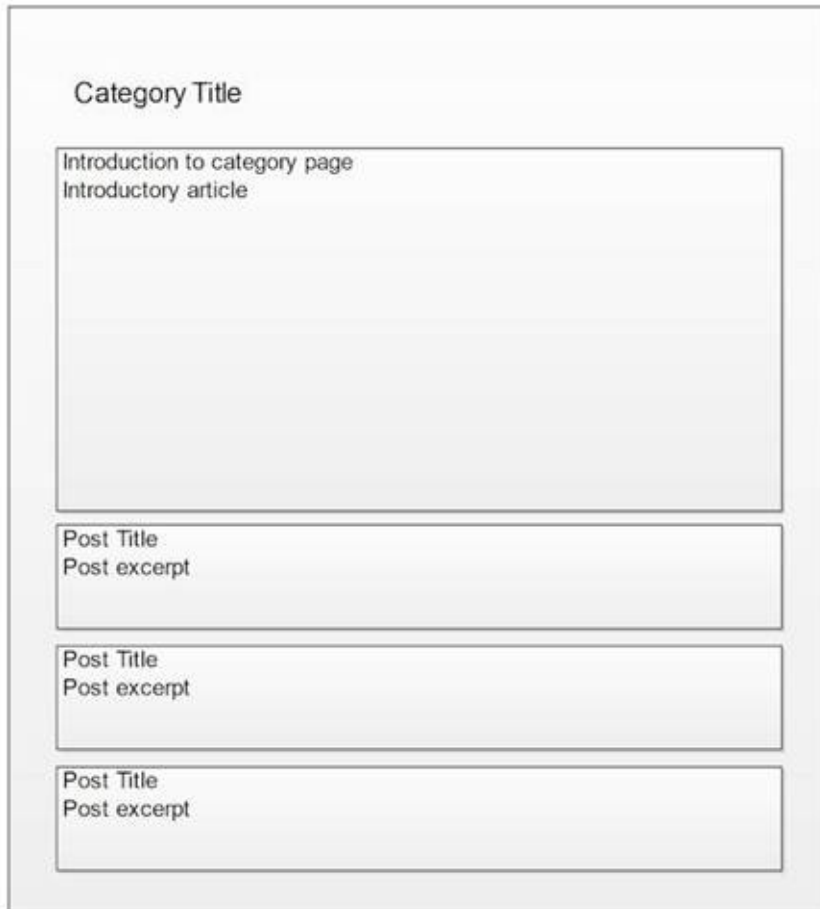 Category Title
Introduction to category page
Introductory article
Post Title
Post excerpt
Post Title
Post excerpt
Post Title
Post excerpt